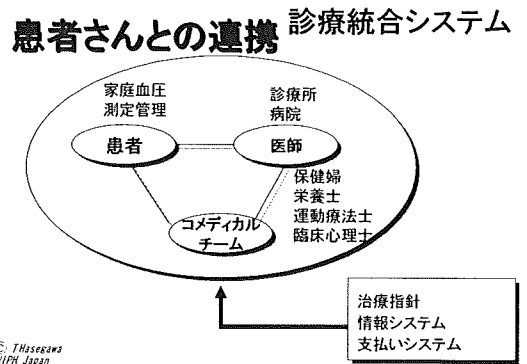 患者さんとの連携 診療統合システム
家庭血圧
測定管理
診療所
病院
患者
医師
保健婦
栄養士
運動療法士
臨床心理士
コメディカル
チーム
治療指針
情報システム
支払いシステム
© THasegawa
NIPH Japan